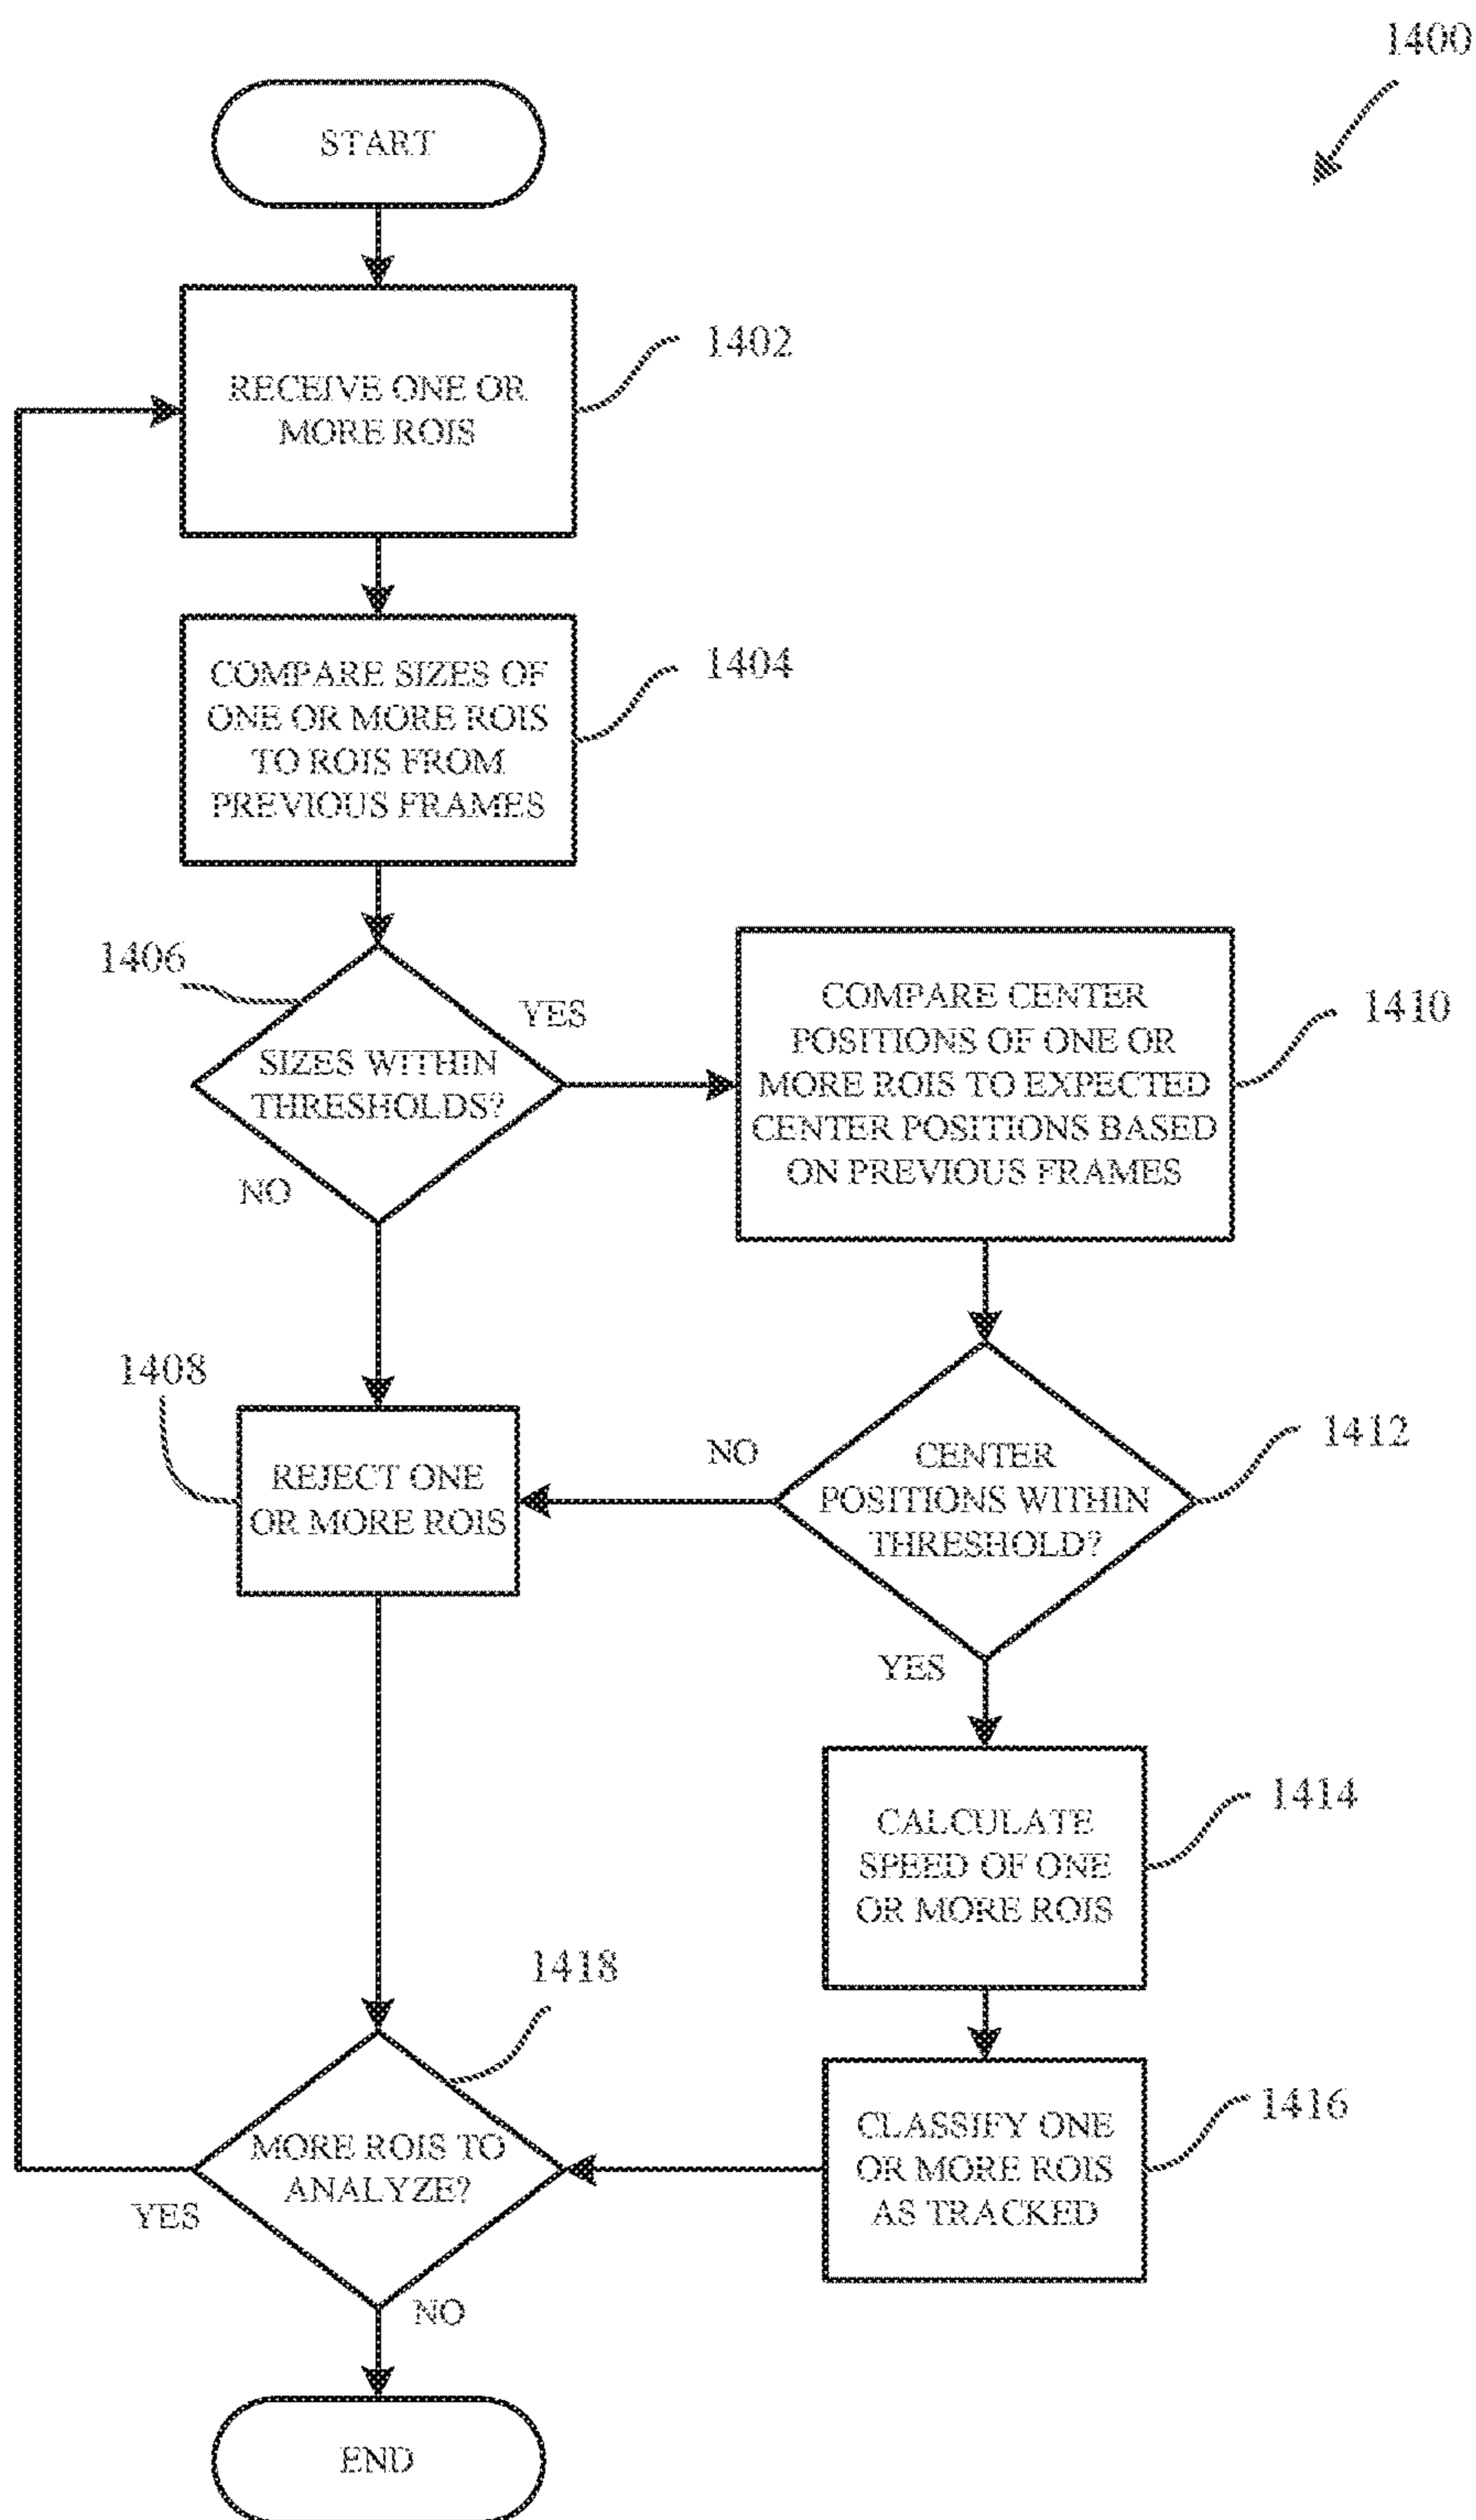 1400
START
RECEIVE ONE OR
MORE ROIS
1402
COMPARE SIZES OF
ONE OR MORE ROIS
TO ROIS FROM
PREVIOUS FRAMES
1404
1406
SIZES WITHIN
THRESHOLDS?
YES
NO
COMPARE CENTER
POSITIONS OF ONE OR
MORE ROIS TO EXPECTED
CENTER POSITIONS BASED
ON PREVIOUS FRAMES
1410
1408
REJECT ONE
OR MORE ROIS
NO
CENTER
POSITIONS WITHIN
THRESHOLD?
1412
YES
CALCULATE
SPEED OF ONE
OR MORE ROIS
1414
1418
MORE ROIS TO
ANALYZE?
YES
NO
CLASSIFY ONE
OR MORE ROIS
AS TRACKED
1416
END